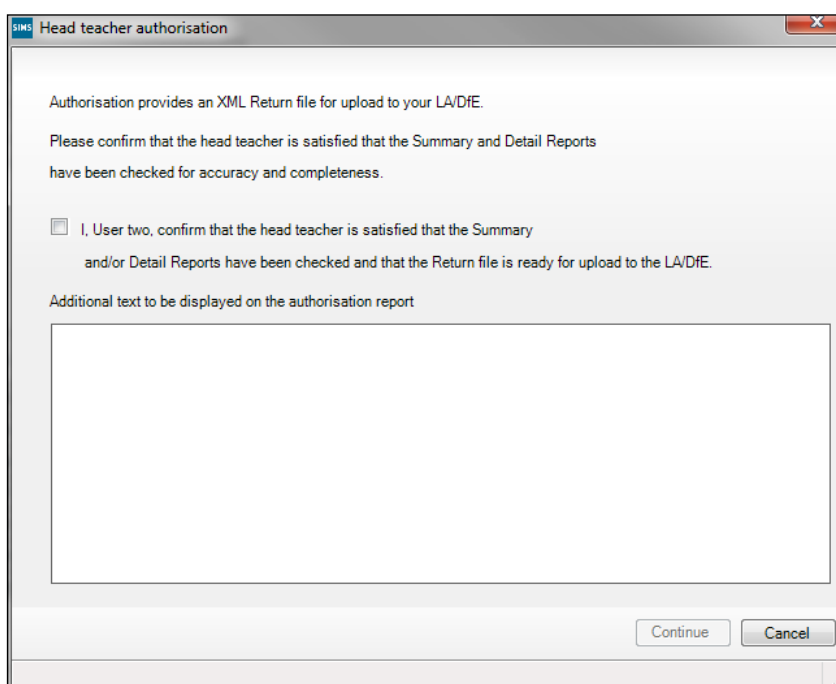 SIMS Head teacher authorisation
X
Authorisation provides an XML Return file for upload to your LA/DfE.
Please confirm that the head teacher is satisfied that the Summary and Detail Reports
have been checked for accuracy and completeness.
I, User two, confirm that the head teacher is satisfied that the Summary
and/or Detail Reports have been checked and that the Return file is ready for upload to the LA/DfE.
Additional text to be displayed on the authorisation report
Continue Cancel